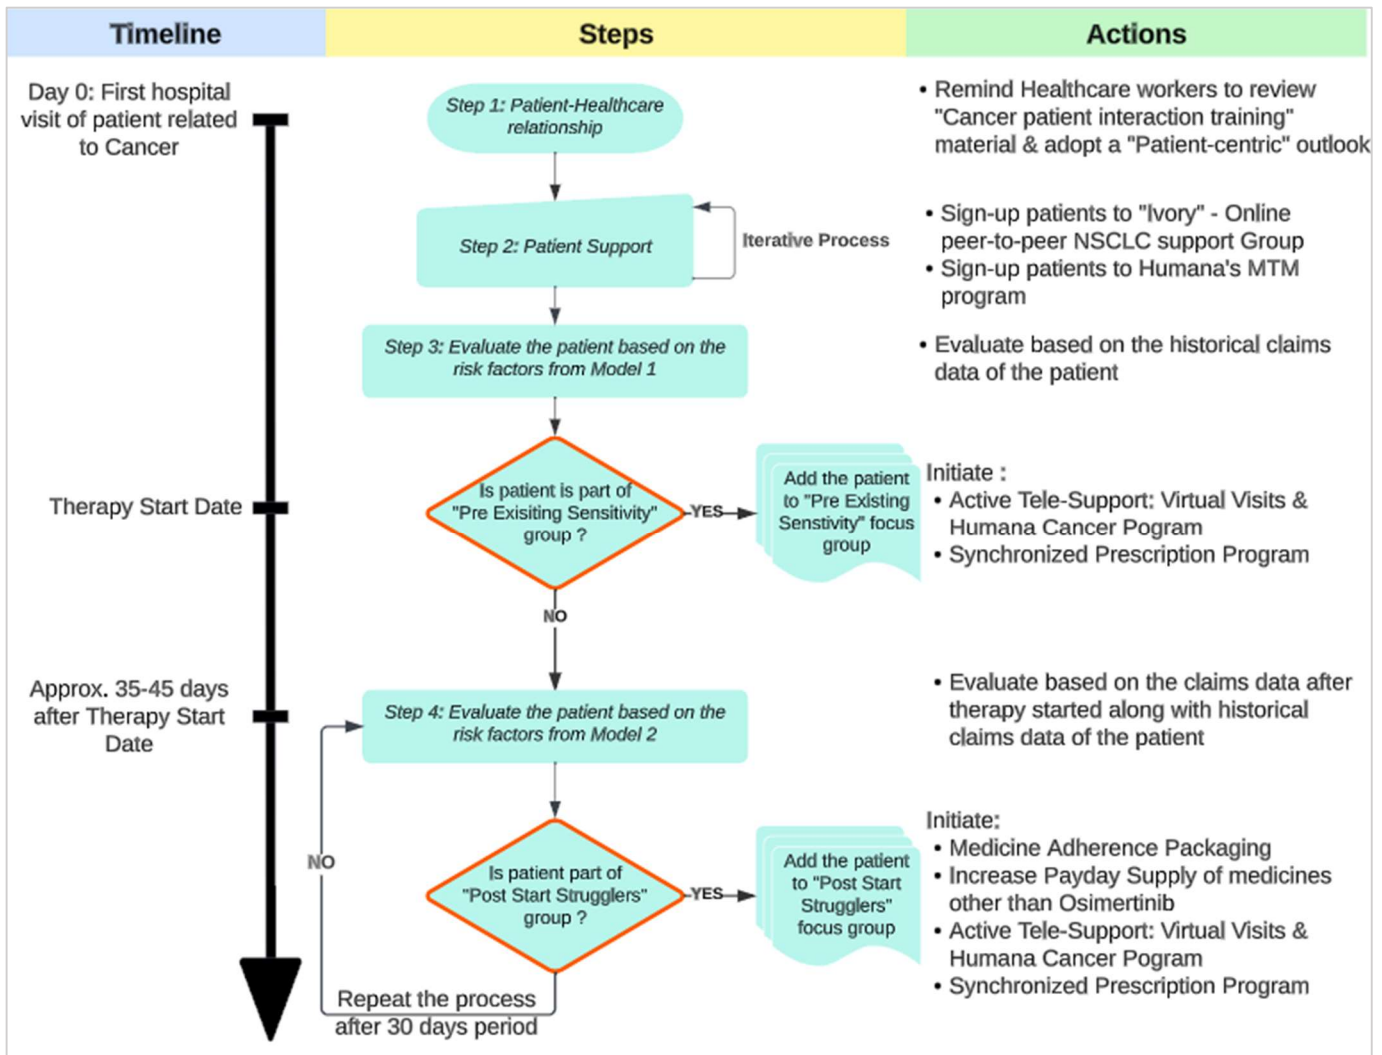 Timeline
Steps
Actions
Day 0: First hospital
visit of patient related
to Cancer
Step 1: Patient-Healthcare
relationship
• Remind Healthcare workers to review
"Cancer patient interaction training"
material & adopt a "Patient-centric" outlook
Step 2: Patient Support
Iterative Process
• Sign-up patients to "Ivory" - Online
peer-to-peer NSCLC support Group
• Sign-up patients to Humana's MTM
program
Step 3: Evaluate the patient based on the
risk factors from Model 1
• Evaluate based on the historical claims
data of the patient
Therapy Start Date
Is patient is part of
"Pre Exisiting Sensitivity"
group ?
YES
Add the patient
to "Pre Existing
Senstivity" focus
group
Initiate :
• Active Tele-Support: Virtual Visits &
Humana Cancer Pogram
• Synchronized Prescription Program
NO
Approx. 35-45 days
after Therapy Start
Date
Step 4: Evaluate the patient based on the
risk factors from Model 2
• Evaluate based on the claims data after
therapy started along with historical
claims data of the patient
NO
Is patient part of
"Post Start Strugglers"
group ?
YES
Add the patient
to "Post Start
Strugglers"
focus group
Initiate:
• Medicine Adherence Packaging
• Increase Payday Supply of medicines
other than Osimertinib
• Active Tele-Support: Virtual Visits &
Humana Cancer Pogram
• Synchronized Prescription Program
Repeat the process
after 30 days period